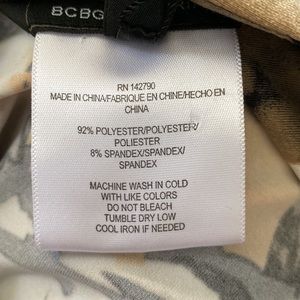 BCBG
RN 142790
MADE IN CHINA/FABRIQUE EN CHINE/HECHO EN
CHINA
92% POLYESTER/POLYESTER/
POLIESTER
8% SPANDEX/SPANDEX/
SPANDEX
MACHINE WASH IN COLD
WITH LIKE COLORS
DO NOT BLEACH
TUMBLE DRY LOW
COOL IRON IF NEEDED